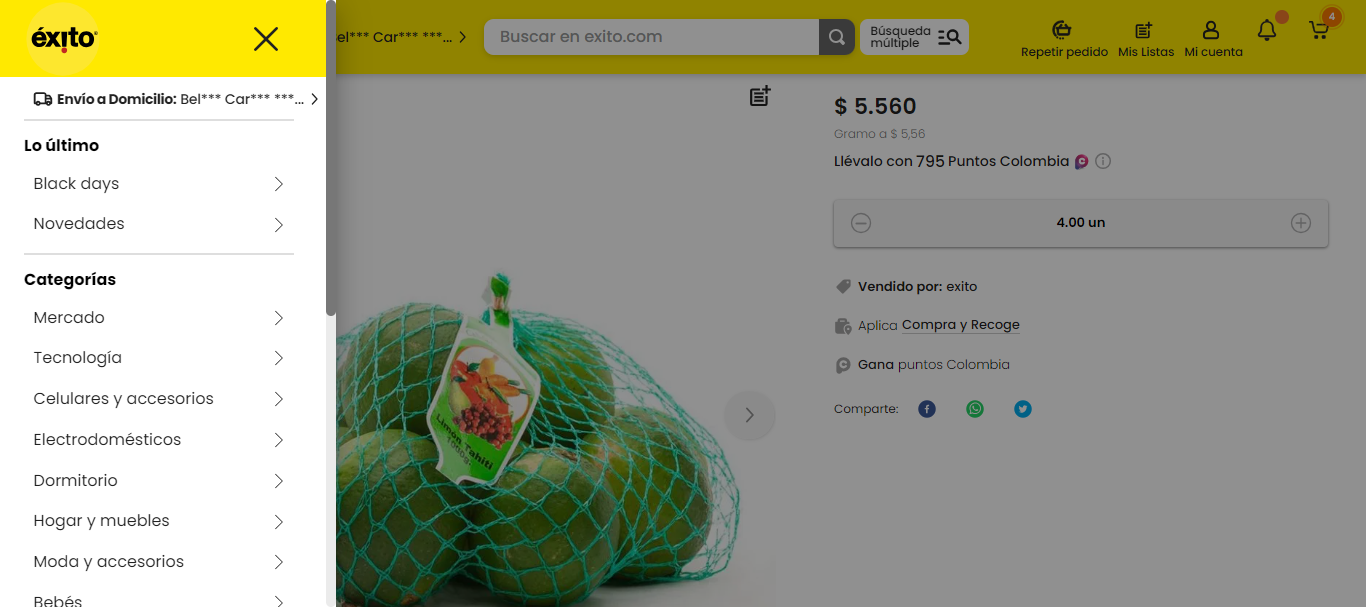 éxito
Envío a Domicilio: Bel*** Car*** ***...
Lo último
Black days
Novedades
Categorías
Mercado
Tecnología
Celulares y accesorios
Electrodomésticos
Dormitorio
Hogar y muebles
Moda y accesorios
Bebés
el*** Car*** ***...
Buscar en exito.com
Búsqueda
múltiple
Repetir pedido
Mis Listas
Mi cuenta
4
Limón Tahití
1000g.
$ 5.560
Gramo a $ 5,56
Llévalo con 795 Puntos Colombia
4.00 un
Vendido por: exito
Aplica Compra y Recoge
Gana puntos Colombia
Comparte: